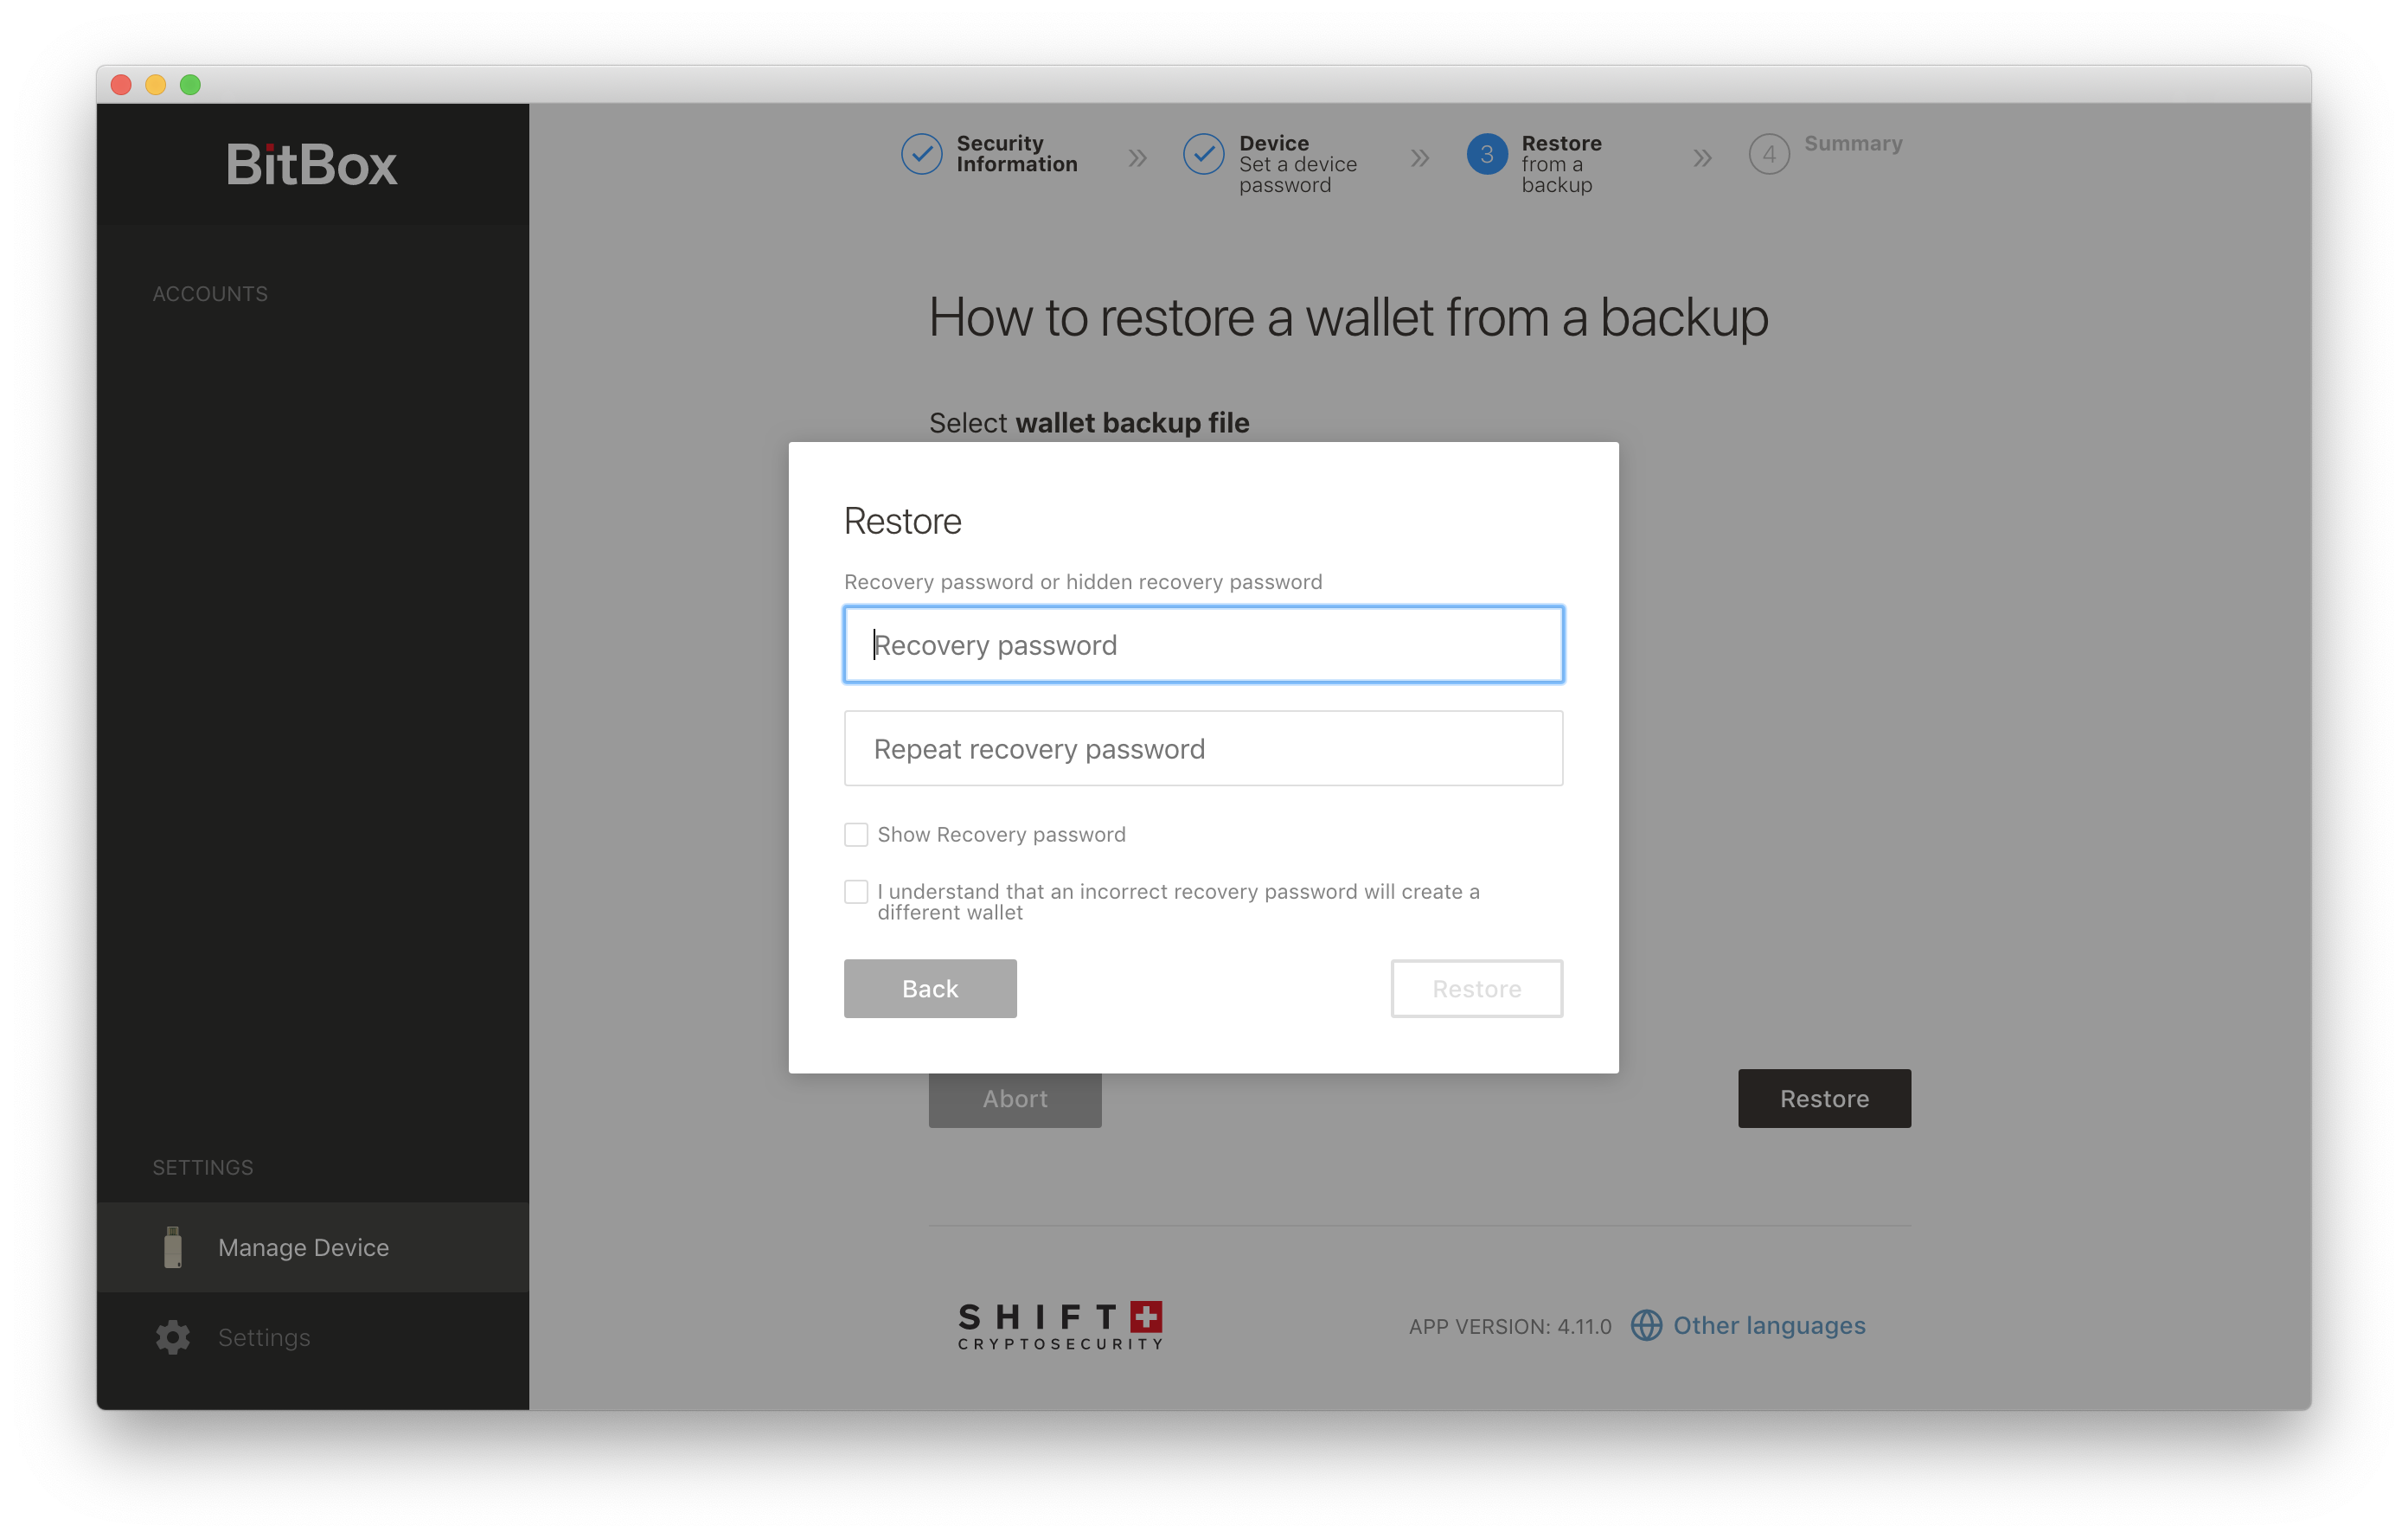 BitBox
ACCOUNTS
SETTINGS
Manage Device
Settings
Security
Information
»
Device
Set a device
password
»
3
Restore
from a
backup
»
4
Summary
How to restore a wallet from a backup
Select wallet backup file
Restore
Recovery password or hidden recovery password
Recovery password
Repeat recovery password
Show Recovery password
I understand that an incorrect recovery password will create a
different wallet
Back
Restore
Abort
Restore
SHIFT
CRYPTOSECURITY
APP VERSION: 4.11.0
Other languages